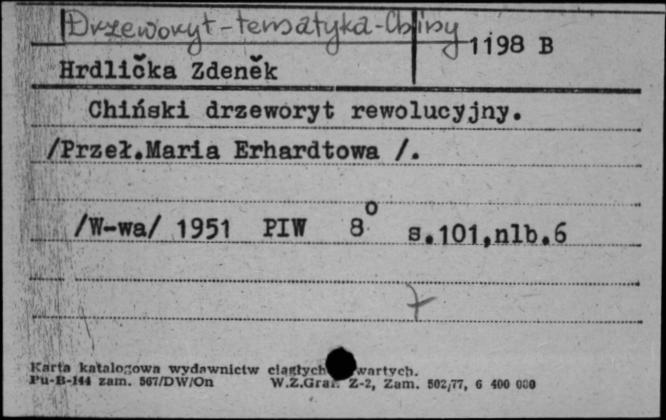 Drzeworyt-tematyka-Chiny
1198 B
Hrdlička Zdeněk
Chiński drzeworyt rewolucyjny.
/Przeł.Maria Erhardtowa /.
/W-wa/ 1951 PIW 8° s.101,nlb.6
Karta katalogowa wydawnictw ciągłych wartych.
Pu-B-144 zam. 567/DW/On W.Z.Graf. Z-2, Zam. 502/77, 6 400 000